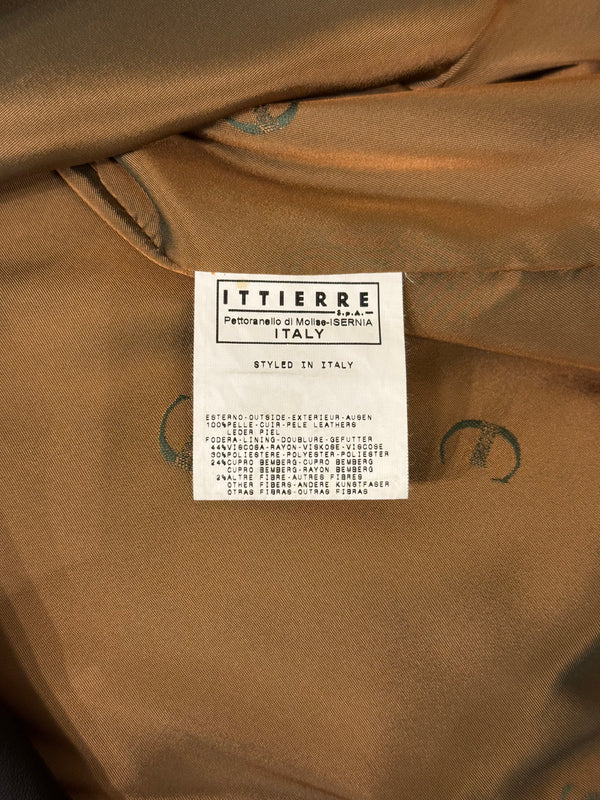 ITTIERRE
S.p.A.
Pettoranello di Molise-ISERNIA
ITALY
STYLED IN ITALY
ESTERNO-OUTSIDE-EXTERIEUR-AUSEN
100%PELLE-CUIR-PELE LEATHERS
LEDER PIEL
FODERA-LINING-DOUBLURE-GEFUTTER
44%VISCOSA-RAYON-VISKOSE-VISCOSE
30%POLIESTERE-POLYESTER-POLIESTER
24%CUPRO BEMBERG-CUPRO BEMBERG
CUPRO BEMBERG-RAYON BEMBERG
2%ALTRE FIBRE-AUTRES FIBRES
OTHER FIBERS-ANDERE KUNSTFASER
OTRAS FIBRAS-OUTRAS FIBRAS